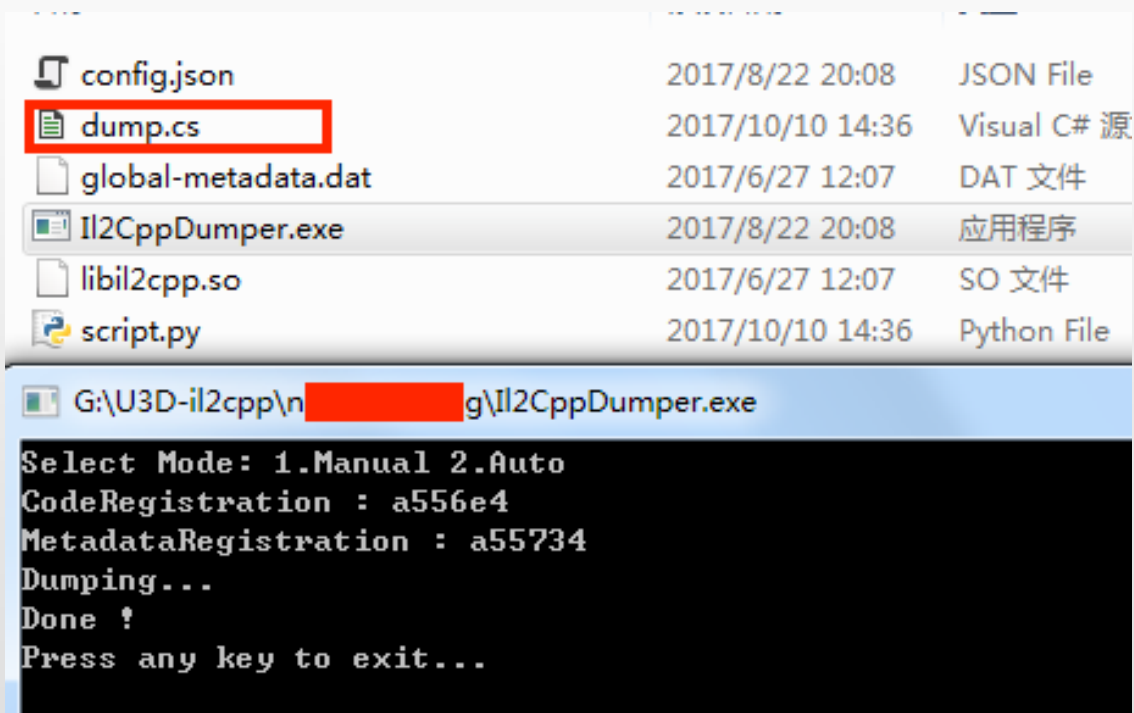 config.json 2017/8/22 20:08 JSON File
dump.cs 2017/10/10 14:36 Visual C# 源
global-metadata.dat 2017/6/27 12:07 DAT 文件
Il2CppDumper.exe 2017/8/22 20:08 应用程序
libil2cpp.so 2017/6/27 12:07 SO 文件
script.py 2017/10/10 14:36 Python File
G:\U3D-il2cpp\n g\Il2CppDumper.exe
Select Mode: 1.Manual 2.Auto
CodeRegistration : a556e4
MetadataRegistration : a55734
Dumping...
Done !
Press any key to exit...